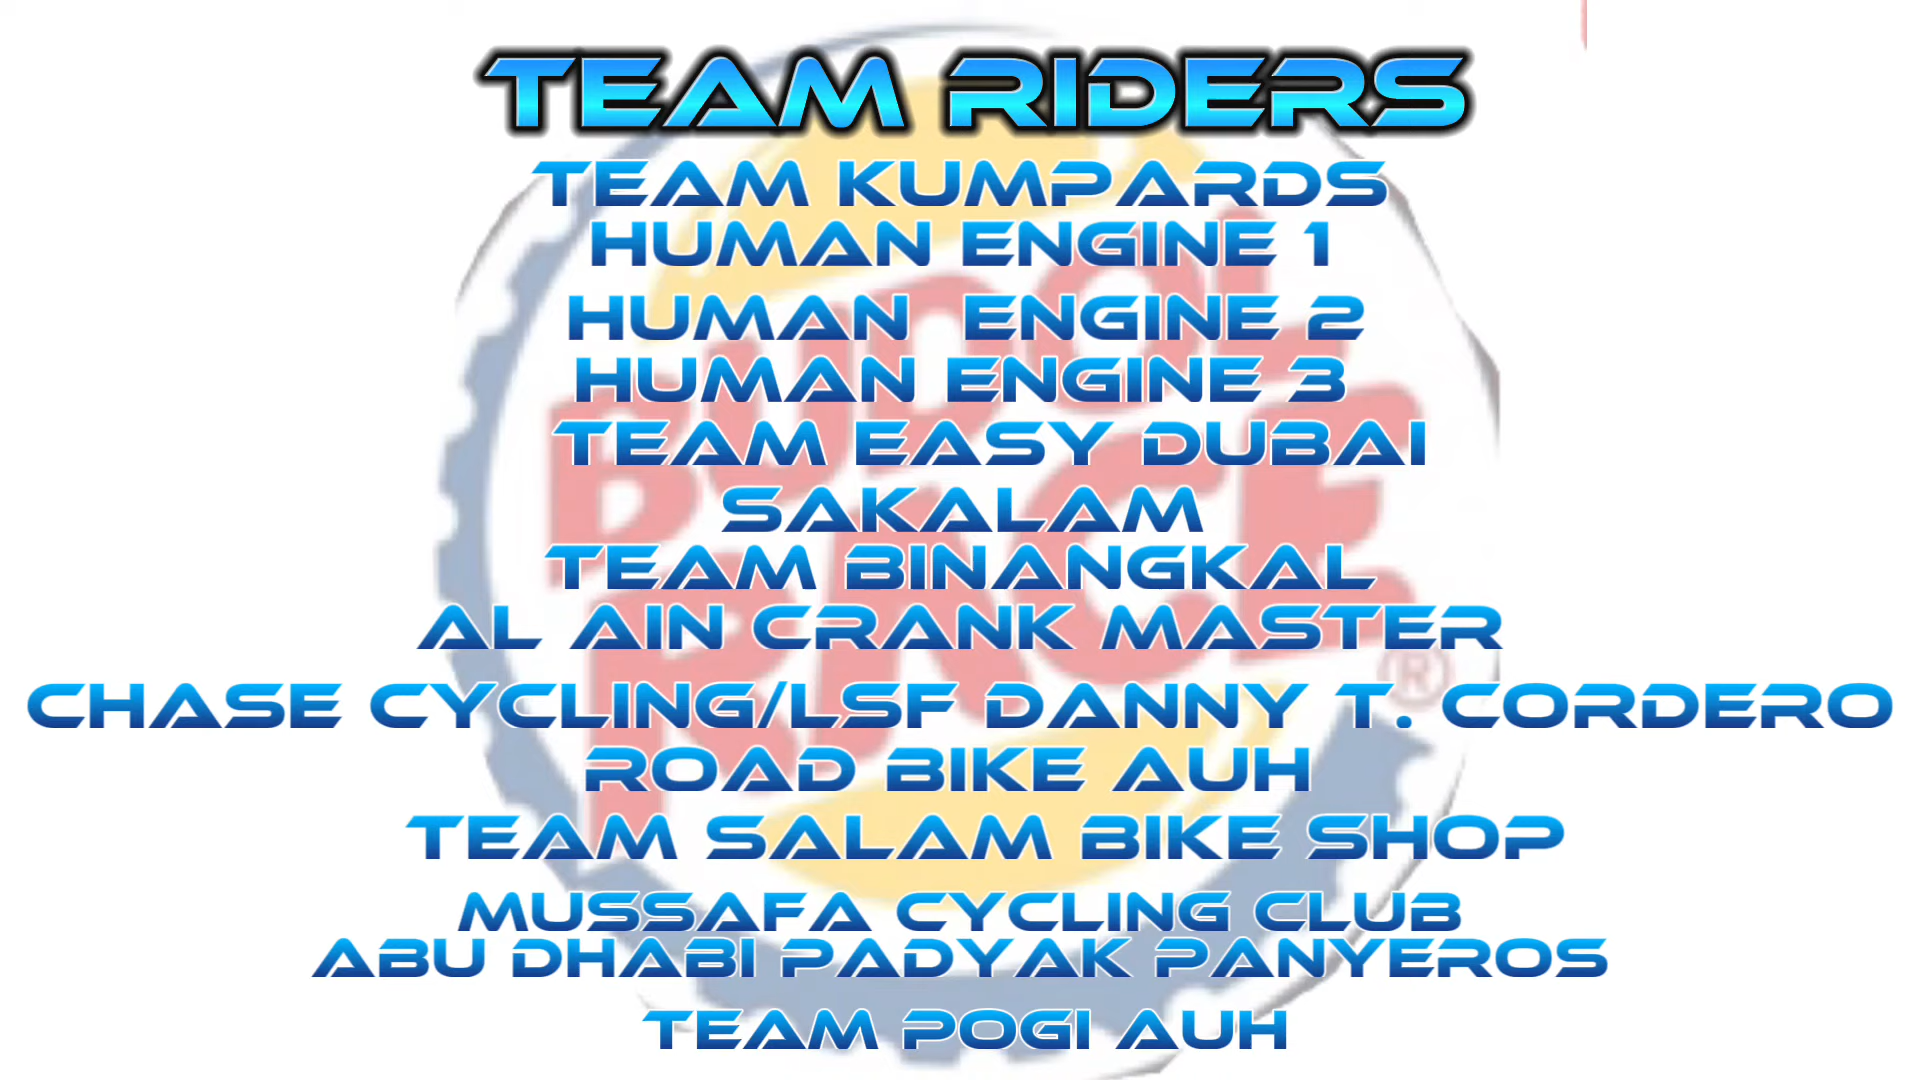 TEAM RIDERS
TEAM KUMPARDS
HUMAN ENGINE 1
HUMAN ENGINE 2
HUMAN ENGINE 3
TEAM EASY DUBAI
SAKALAM
TEAM BINANGKAL
AL AIN CRANK MASTER
CHASE CYCLING/LSF DANNY T. CORDERO
ROAD BIKE AUH
TEAM SALAM BIKE SHOP
MUSSAFA CYCLING CLUB
ABU DHABI PADYAK PANYEROS
TEAM POGI AUH
BUDOL
RACE
®